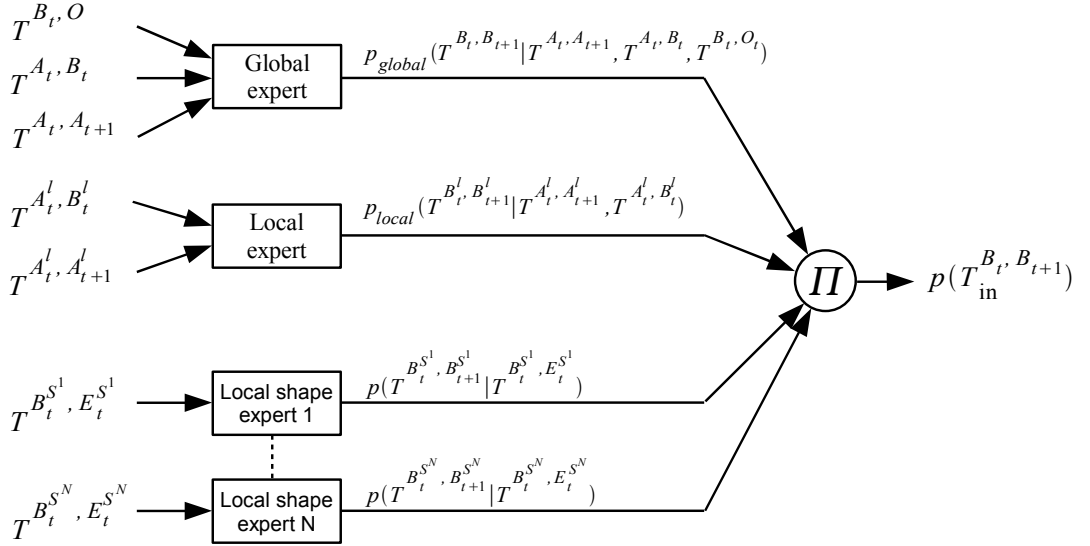 T^{B_t, O}
T^{A_t, B_t}
T^{A_t, A_{t+1}}
Global
expert
p_{global}(T^{B_t, B_{t+1}}|T^{A_t, A_{t+1}}, T^{A_t, B_t}, T^{B_t, O_t})
T^{A_t^l, B_t^l}
T^{A_t^l, A_{t+1}^l}
Local
expert
p_{local}(T^{B_t^l, B_{t+1}^l}|T^{A_t^l, A_{t+1}^l}, T^{A_t^l, B_t^l})
Π
p(T_{in}^{B_t, B_{t+1}})
T^{B_t^{S^1}, E_t^{S^1}}
Local shape
expert 1
p(T^{B_t^{S^1}, B_{t+1}^{S^1}}|T^{B_t^{S^1}, E_t^{S^1}})
T^{B_t^{S^N}, E_t^{S^N}}
Local shape
expert N
p(T^{B_t^{S^N}, B_{t+1}^{S^N}}|T^{B_t^{S^N}, E_t^{S^N}})